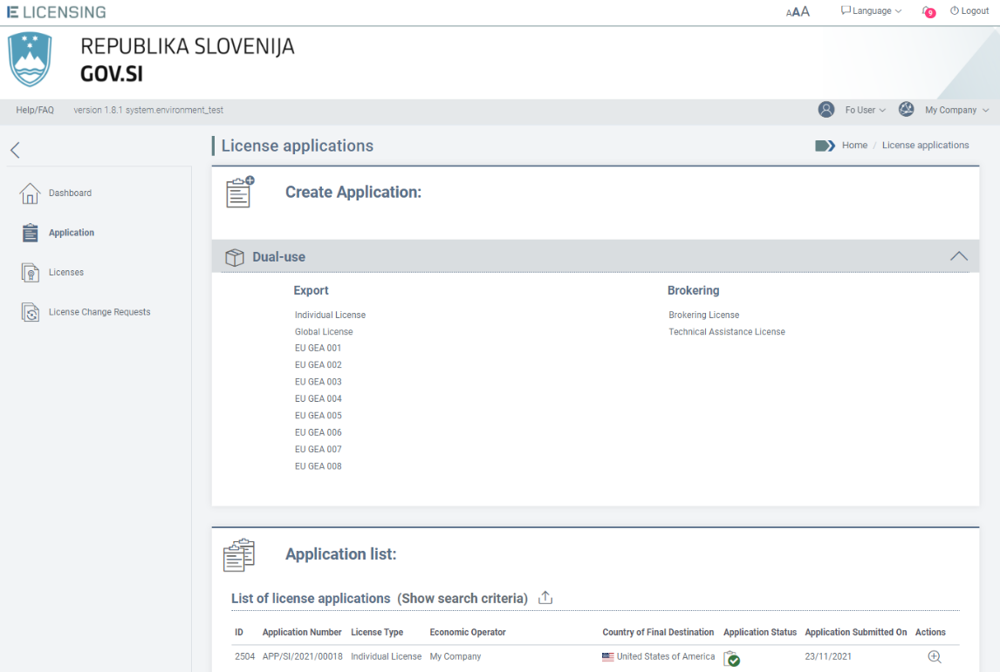 E LICENSING
AAA Language 9 Logout
REPUBLIKA SLOVENIJA
GOV.SI
Help/FAQ version 1.8.1 system.environment_test Fo User My Company
License applications Home / License applications
Dashboard
Application
Licenses
License Change Requests
Create Application:
Dual-use
Export
Individual License
Global License
EU GEA 001
EU GEA 002
EU GEA 003
EU GEA 004
EU GEA 005
EU GEA 006
EU GEA 007
EU GEA 008
Brokering
Brokering License
Technical Assistance License
Application list:
List of license applications (Show search criteria)
ID Application Number License Type Economic Operator Country of Final Destination Application Status Application Submitted On Actions
2504 APP/SI/2021/00018 Individual License My Company United States of America 23/11/2021